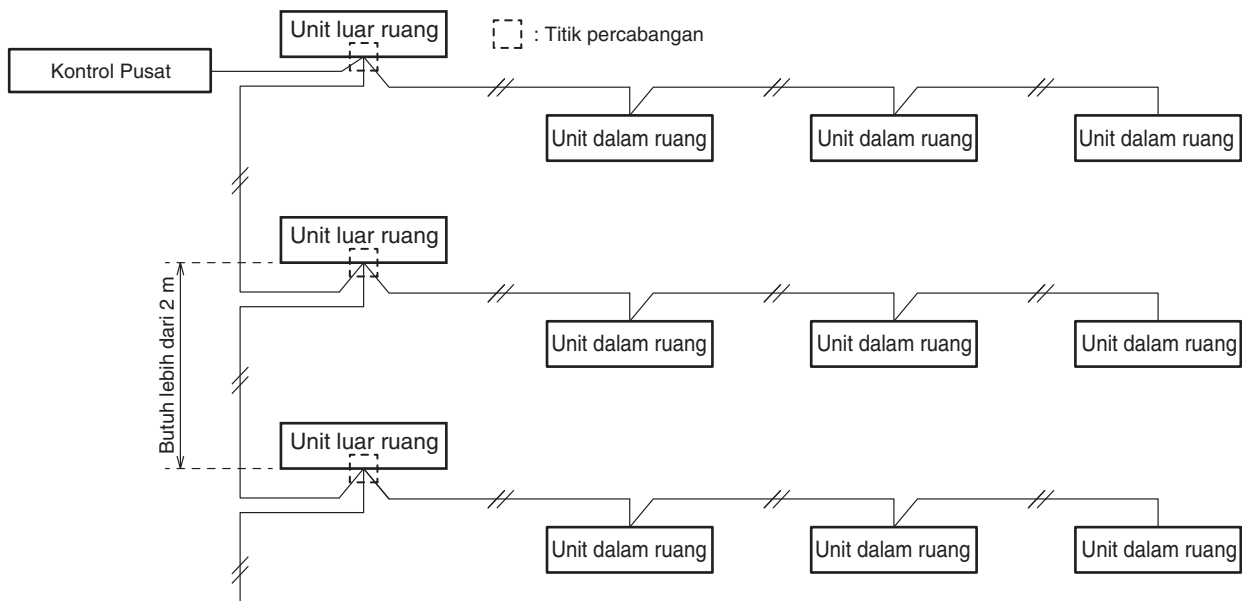 Unit luar ruang
: Titik percabangan
Kontrol Pusat
Unit dalam ruang
Unit dalam ruang
Unit dalam ruang
Unit luar ruang
Butuh lebih dari 2 m
Unit dalam ruang
Unit dalam ruang
Unit dalam ruang
Unit luar ruang
Unit dalam ruang
Unit dalam ruang
Unit dalam ruang